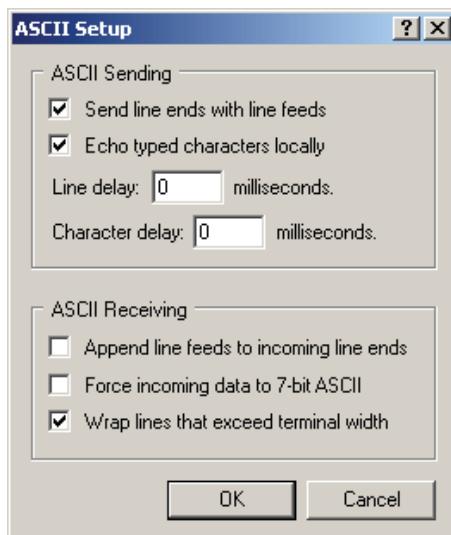 ASCII Setup
ASCII Sending
Send line ends with line feeds
Echo typed characters locally
Line delay: 0 milliseconds.
Character delay: 0 milliseconds.
ASCII Receiving
Append line feeds to incoming line ends
Force incoming data to 7-bit ASCII
Wrap lines that exceed terminal width
OK Cancel